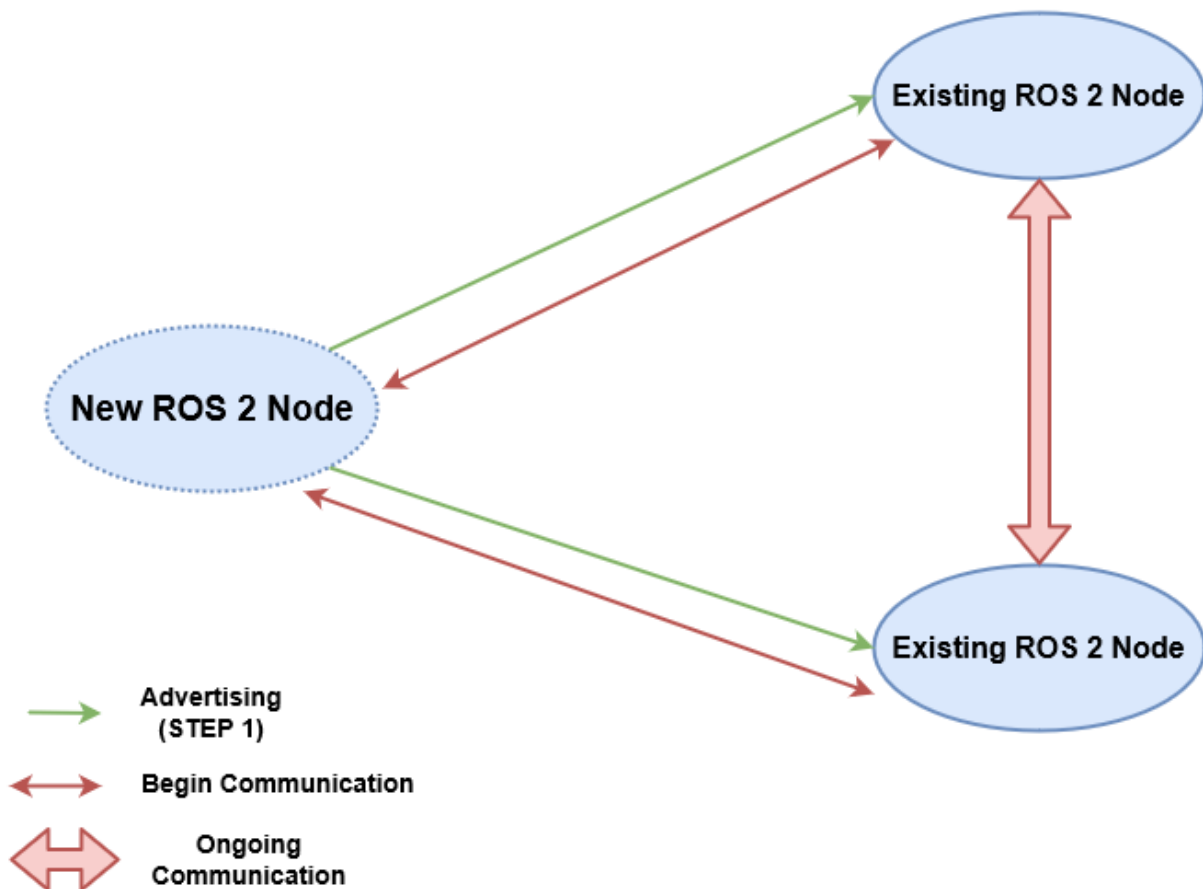 Existing ROS 2 Node
New ROS 2 Node
Existing ROS 2 Node
Advertising
(STEP 1)
Begin Communication
Ongoing
Communication